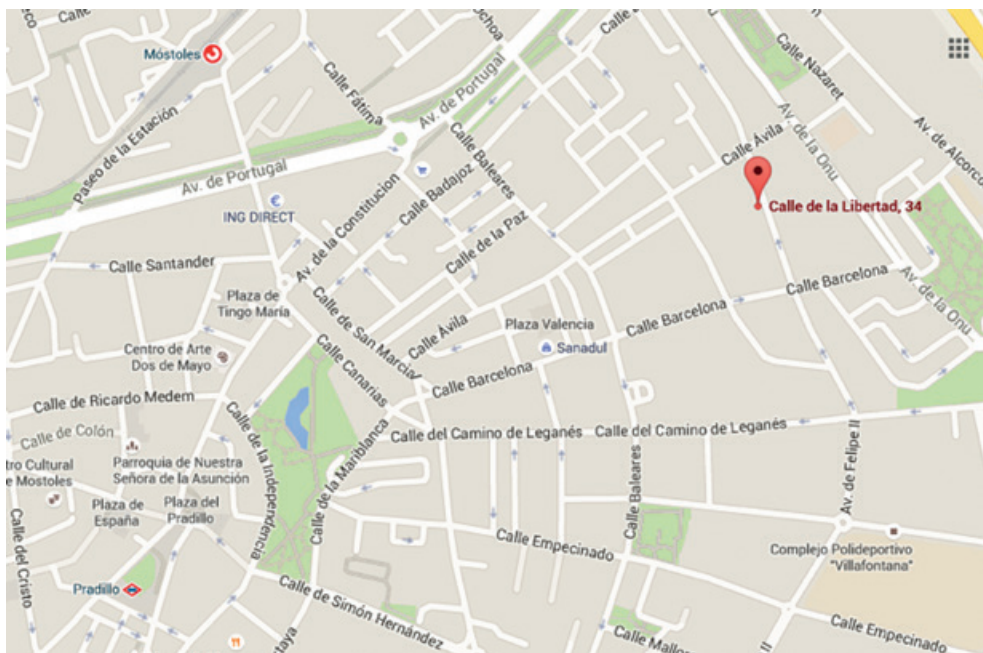 Calle
Móstoles
Calle Fátima
Av. de Portugal
Calle Nazaret
Paseo de la Estación
Av. de Portugal
Calle Baleares
Calle Ávila
Av. de la Onu
Calle Badajoz
Av. de la Constitucion
ING DIRECT
Calle de la Paz
Calle de la Libertad, 34
Calle Santander
Plaza de
Tingo María
Calle de San Marcial
Calle Ávila
Plaza Valencia
Sanadul
Calle Barcelona
Calle Barcelona
Av. de la Onu
Centro de Arte
Dos de Mayo
Calle Canarias
Calle Barcelona
Calle de Ricardo Medem
Calle de Colón
Calle de la Independencia
Calle de la Mariblanca
Calle del Camino de Leganés
Calle del Camino de Leganés
tro Cultural
e Mostoles
Parroquia de Nuestra
Señora de la Asunción
Plaza de
España
Plaza del
Pradillo
Calle Baleares
Av. de Felipe II
Calle del Cristo
Calle Empecinado
Complejo Polideportivo
"Villafontana"
Pradillo
Calle de Simón Hernández
Calle Empecinado
II